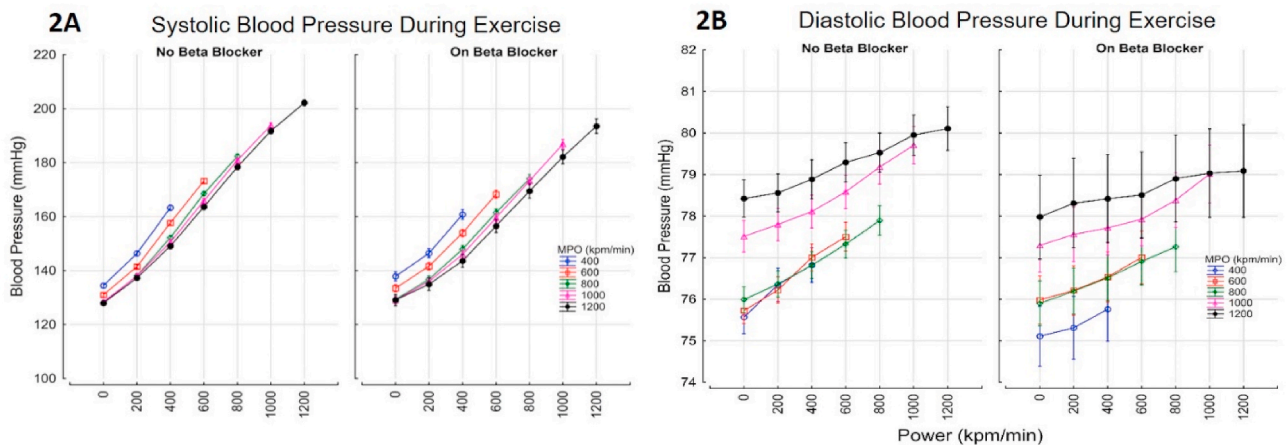 2A Systolic Blood Pressure During Exercise
No Beta Blocker
On Beta Blocker
Blood Pressure (mmHg)
220
200
180
160
140
120
100
MPO (kpm/min)
400
600
800
1000
1200
0 200 400 600 800 1000 1200
0 200 400 600 800 1000 1200
2B Diastolic Blood Pressure During Exercise
No Beta Blocker
On Beta Blocker
Blood Pressure (mmHg)
82
81
80
79
78
77
76
75
74
MPO (kpm/min)
400
600
800
1000
1200
0 200 400 600 800 1000 1200
0 200 400 600 800 1000 1200
Power (kpm/min)